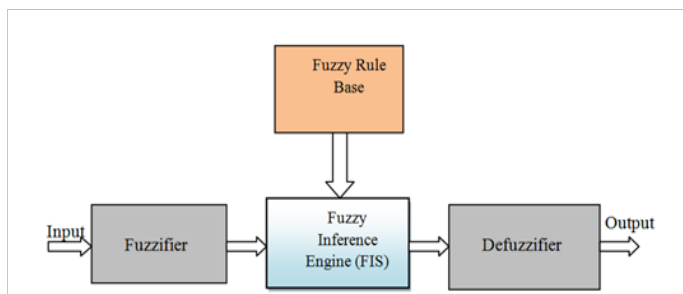 Fuzzy Rule
Base
Input
Fuzzifier
Fuzzy
Inference
Engine (FIS)
Defuzzifier
Output